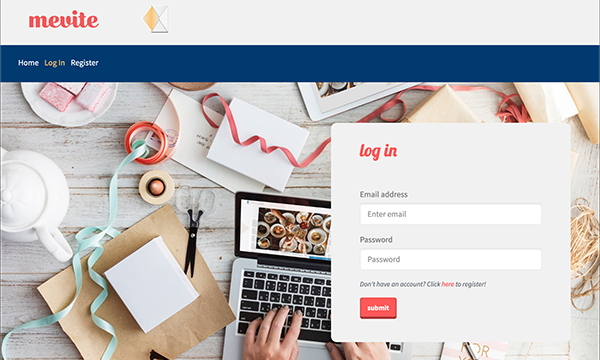 mevite
Home Log In Register
log in
Email address
Enter email
Password
Password
Don't have an account? Click here to register!
submit